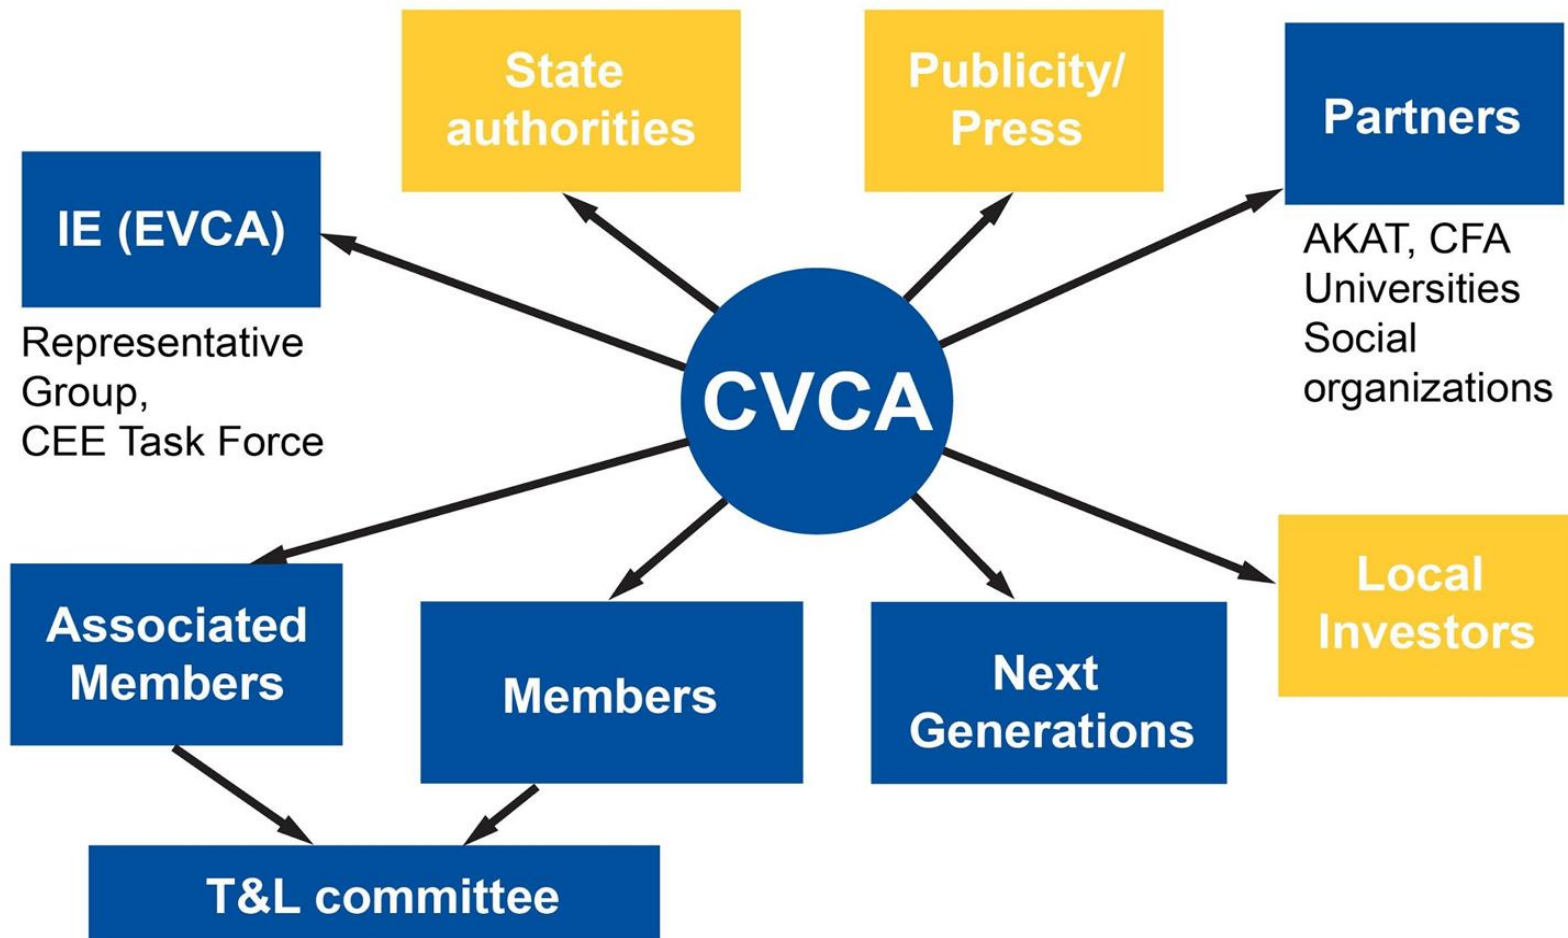 State
authorities
Publicity/
Press
Partners
IE (EVCA)
AKAT, CFA
Universities
Social
organizations
Representative
Group,
CEE Task Force
CVCA
Associated
Members
Members
Next
Generations
Local
Investors
T&L committee